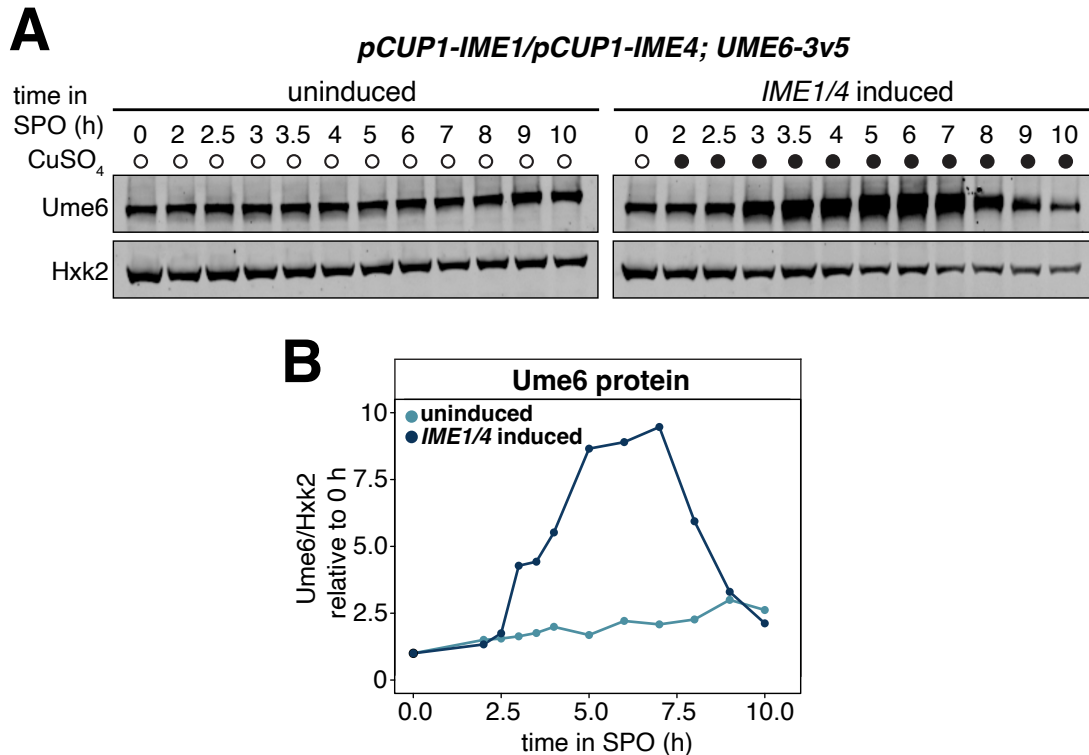 A
pCUP1-IME1/pCUP1-IME4; UME6-3v5
time in SPO (h)
uninduced
IME1/4 induced
0 2 2.5 3 3.5 4 5 6 7 8 9 10
0 2 2.5 3 3.5 4 5 6 7 8 9 10
CuSO4
Ume6
Hxk2
B
Ume6 protein
uninduced
IME1/4 induced
Ume6/Hxk2
relative to 0 h
10
7.5
5.0
2.5
0
0.0 2.5 5.0 7.5 10.0
time in SPO (h)